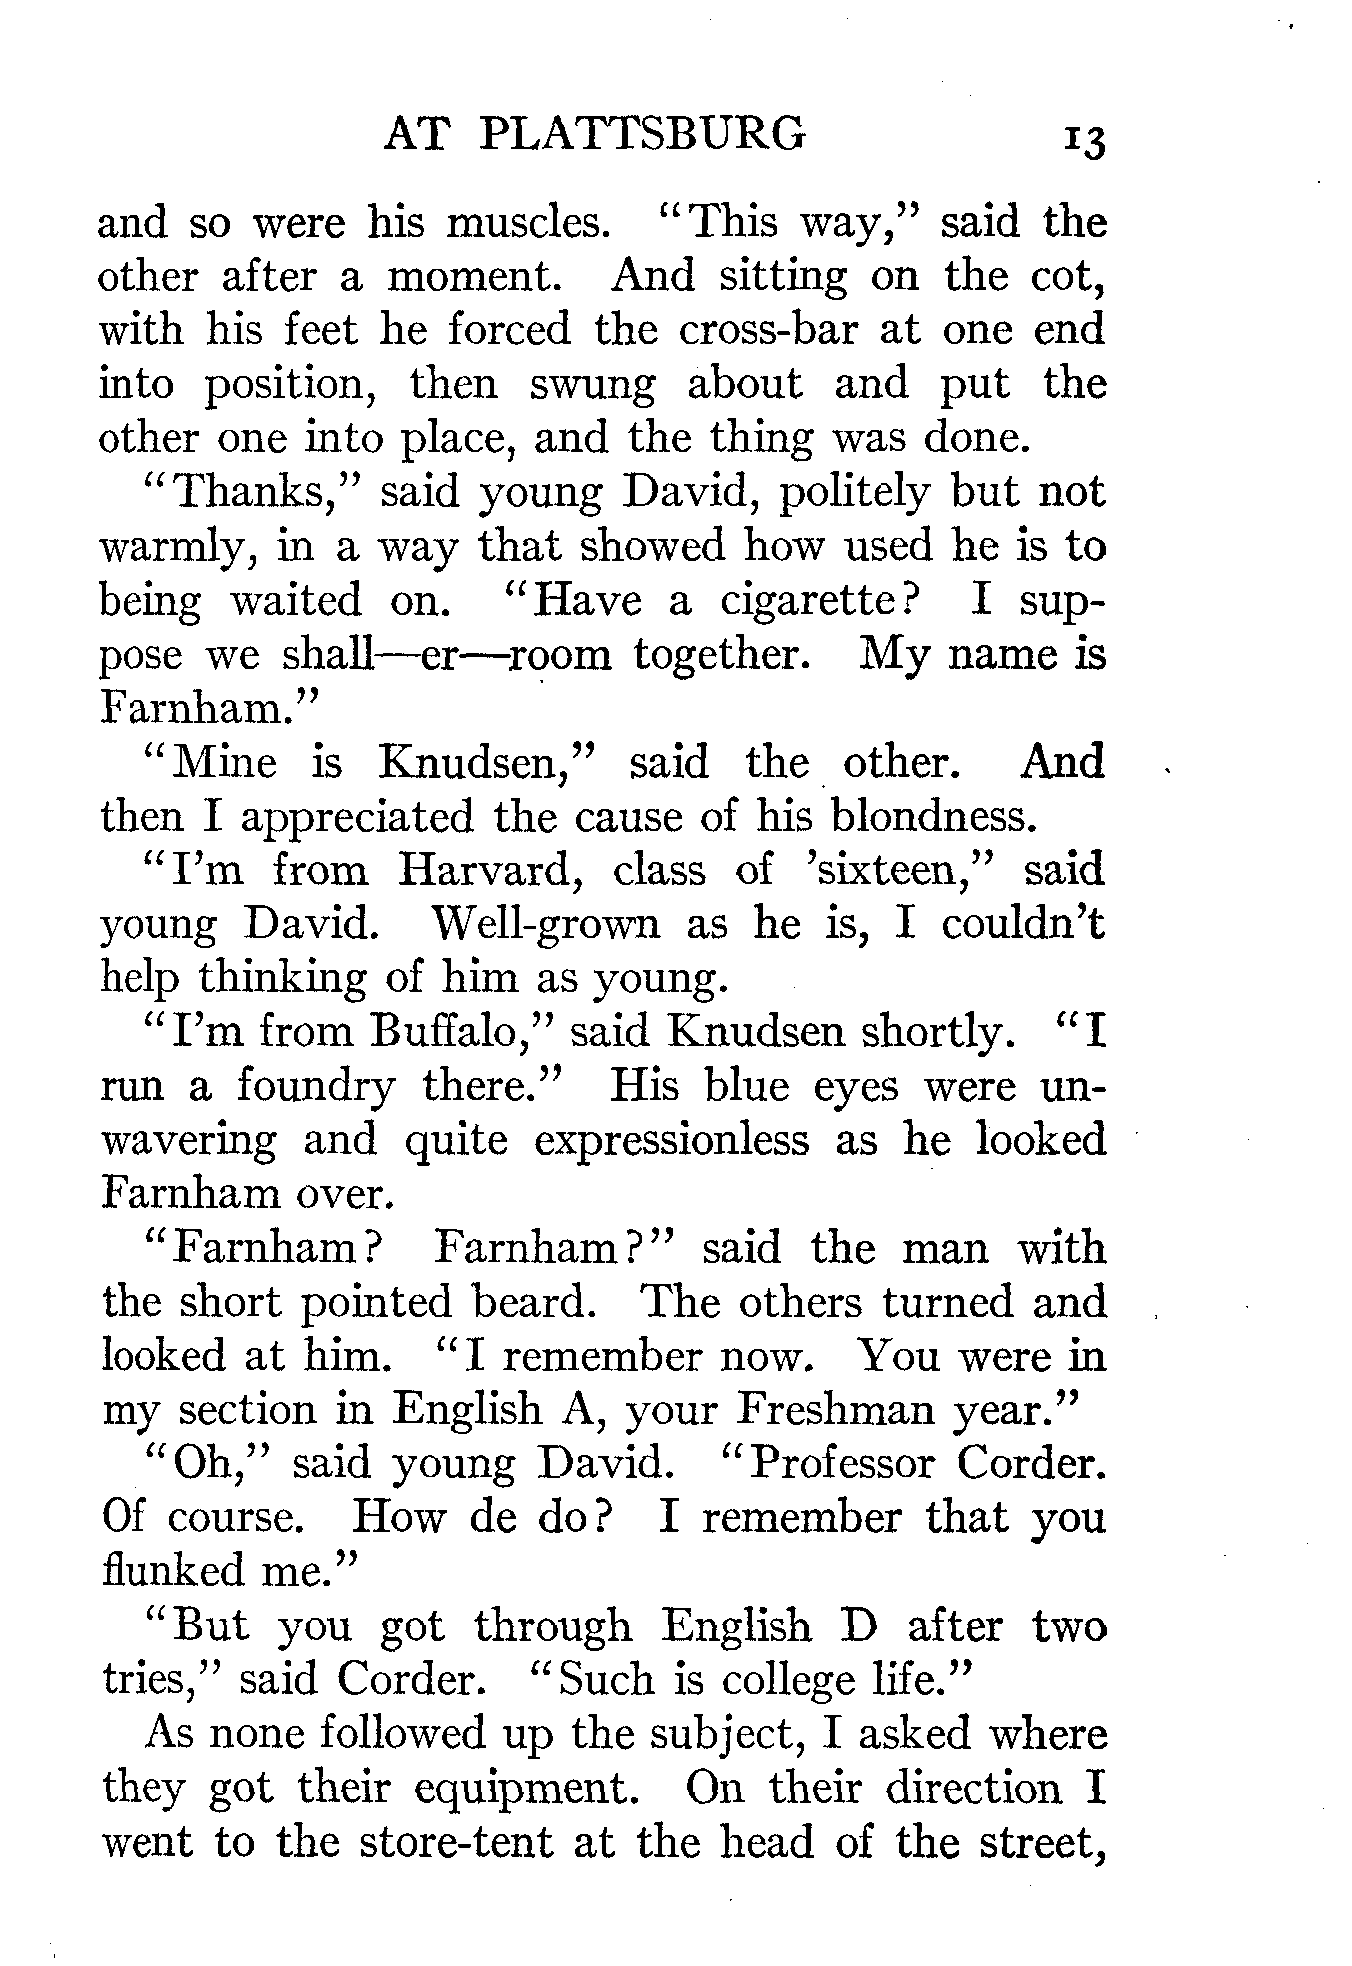 AT PLATTSBURG 13
and so were his muscles. "This way," said the
other after a moment. And sitting on the cot,
with his feet he forced the cross-bar at one end
into position, then swung about and put the
other one into place, and the thing was done.
"Thanks," said young David, politely but not
warmly, in a way that showed how used he is to
being waited on. "Have a cigarette? I sup-
pose we shall—er—room together. My name is
Farnham."
"Mine is Knudsen," said the other. And
then I appreciated the cause of his blondness.
"I'm from Harvard, class of 'sixteen," said
young David. Well-grown as he is, I couldn't
help thinking of him as young.
"I'm from Buffalo," said Knudsen shortly. "I
run a foundry there." His blue eyes were un-
wavering and quite expressionless as he looked
Farnham over.
"Farnham? Farnham?" said the man with
the short pointed beard. The others turned and
looked at him. "I remember now. You were in
my section in English A, your Freshman year."
"Oh," said young David. "Professor Corder.
Of course. How de do? I remember that you
flunked me."
"But you got through English D after two
tries," said Corder. "Such is college life."
As none followed up the subject, I asked where
they got their equipment. On their direction I
went to the store-tent at the head of the street,